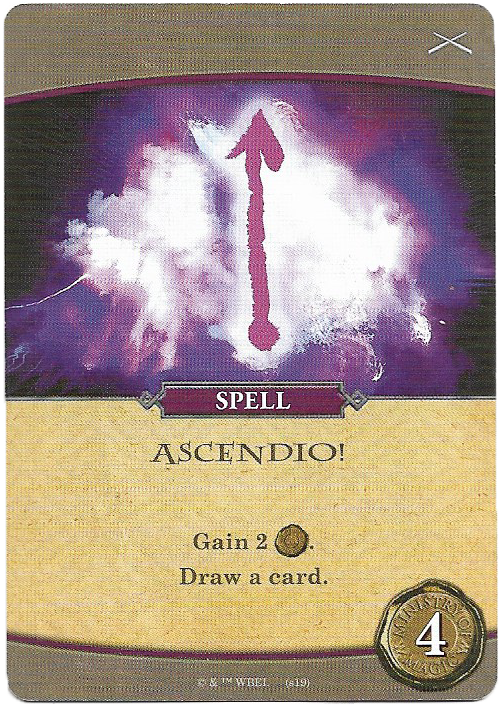 SPELL
ASCENDIO!
Gain 2 .
Draw a card.
MINISTRY OF
4
MAGIC
© & ™ WBEI. (s19)